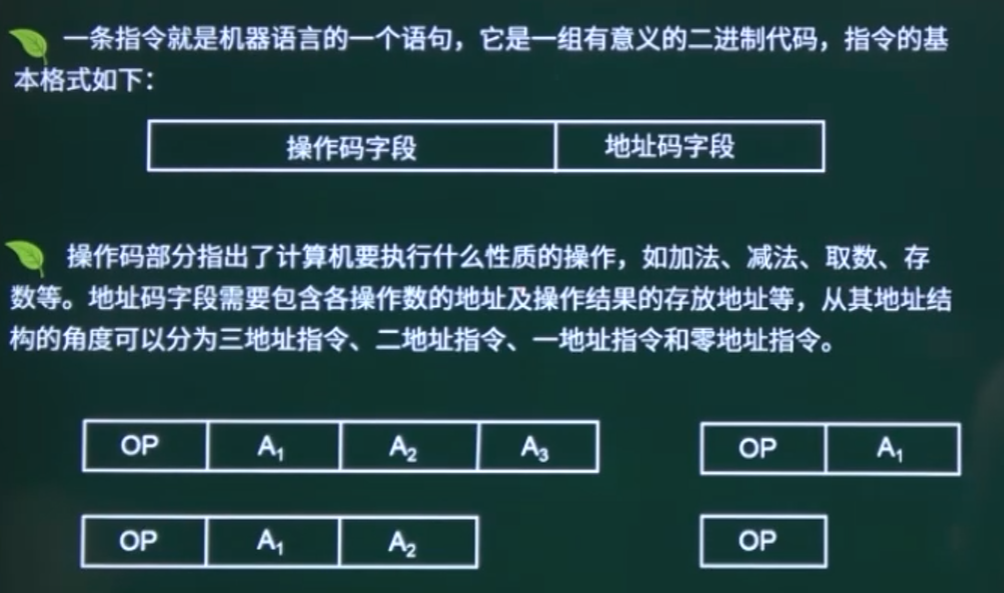 一条指令就是机器语言的一个语句，它是一组有意义的二进制代码，指令的基
本格式如下：
操作码字段 地址码字段
操作码部分指出了计算机要执行什么性质的操作，如加法、减法、取数、存
数等。地址码字段需要包含各操作数的地址及操作结果的存放地址等，从其地址结
构的角度可以分为三地址指令、二地址指令、一地址指令和零地址指令。
OP A₁ A₂ A₃
OP A₁
OP A₁ A₂
OP